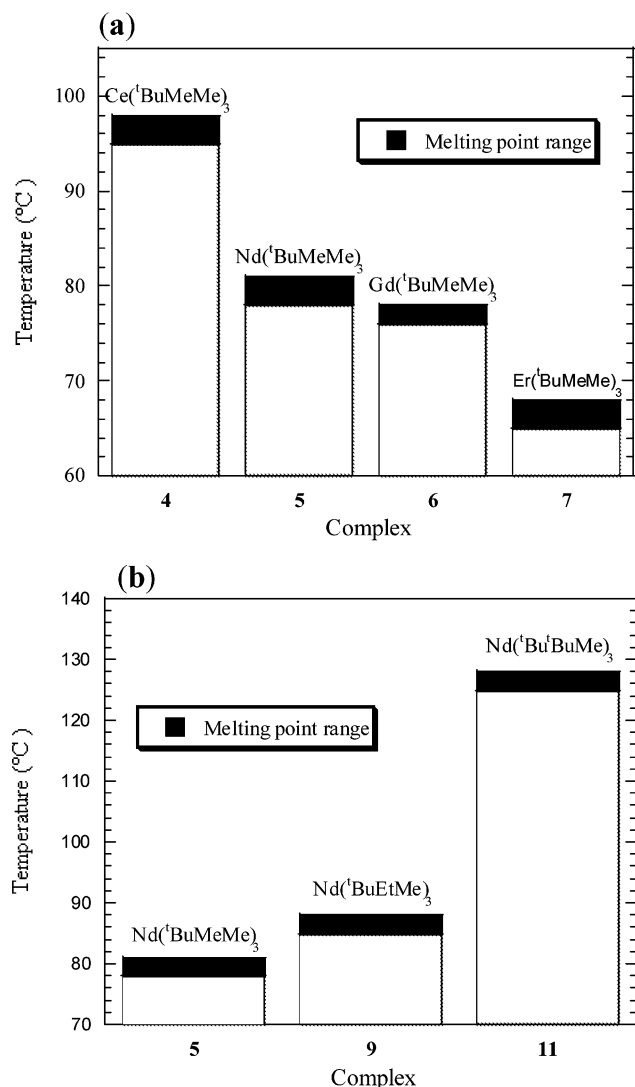 (a)
100
90
80
70
60
Temperature (°C)
Ce(ᵗBuMeMe)₃
Melting point range
Nd(ᵗBuMeMe)₃
Gd(ᵗBuMeMe)₃
Er(ᵗBuMeMe)₃
4 5 6 7
Complex
(b)
140
130
120
110
100
90
80
70
Temperature (°C)
Nd(ᵗBuᵗBuMe)₃
Melting point range
Nd(ᵗBuEtMe)₃
Nd(ᵗBuMeMe)₃
5 9 11
Complex